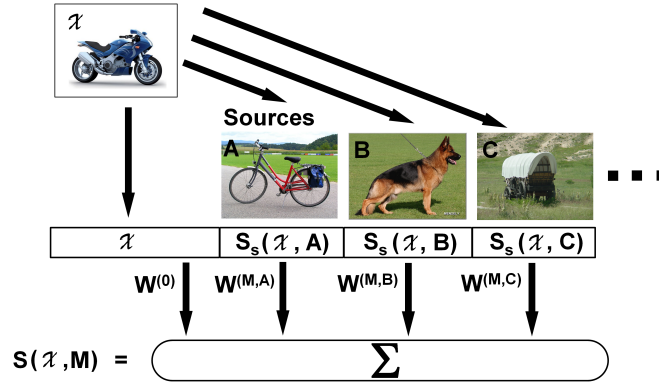 𝓍
Sources
A B C
𝓍 Sₛ(𝓍, A) Sₛ(𝓍, B) Sₛ(𝓍, C)
W⁽⁰⁾ W⁽ᴹ,ᴬ⁾ W⁽ᴹ,ᴮ⁾ W⁽ᴹ,ꟲ⁾
S(𝓍,M) = Σ